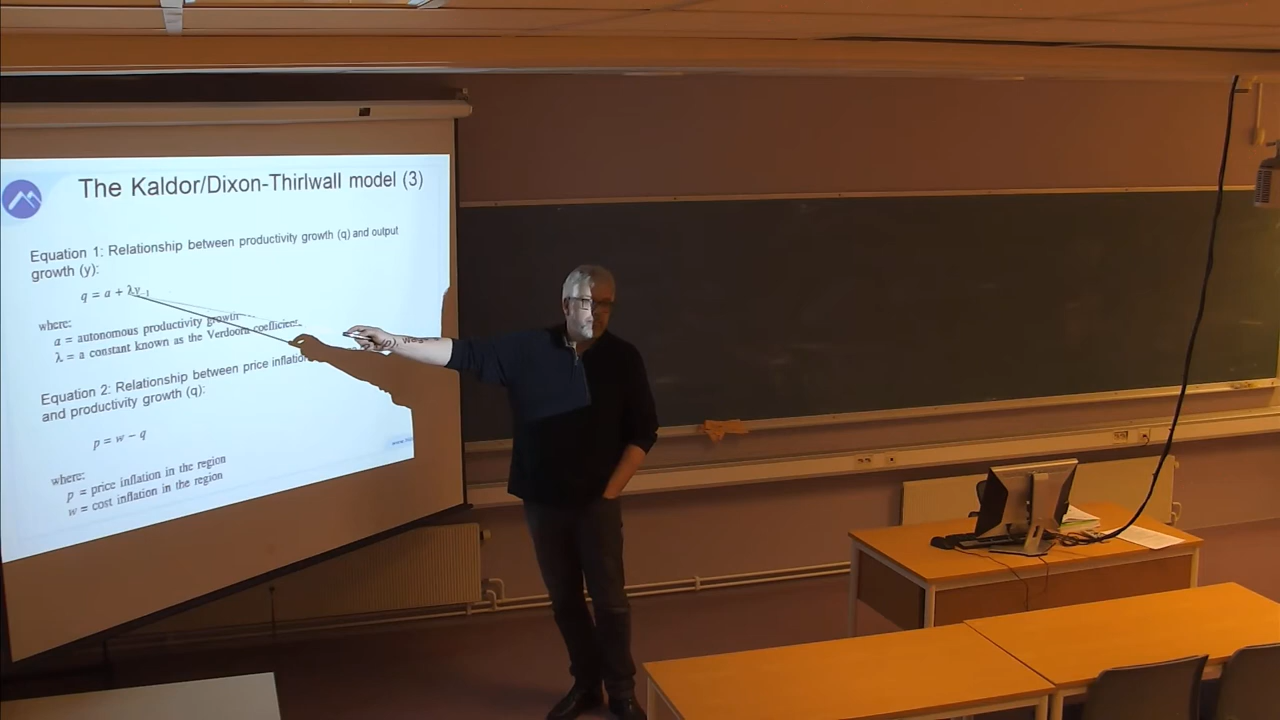 The Kaldor/Dixon-Thirlwall model (3)
Equation 1: Relationship between productivity growth (q) and output
growth (y):
q = a + λy₋₁
where:
a = autonomous productivity growth
λ = a constant known as the Verdoorn coefficient.
Equation 2: Relationship between price inflation (p),
and productivity growth (q):
p = w − q
where:
p = price inflation in the region
w = cost inflation in the region